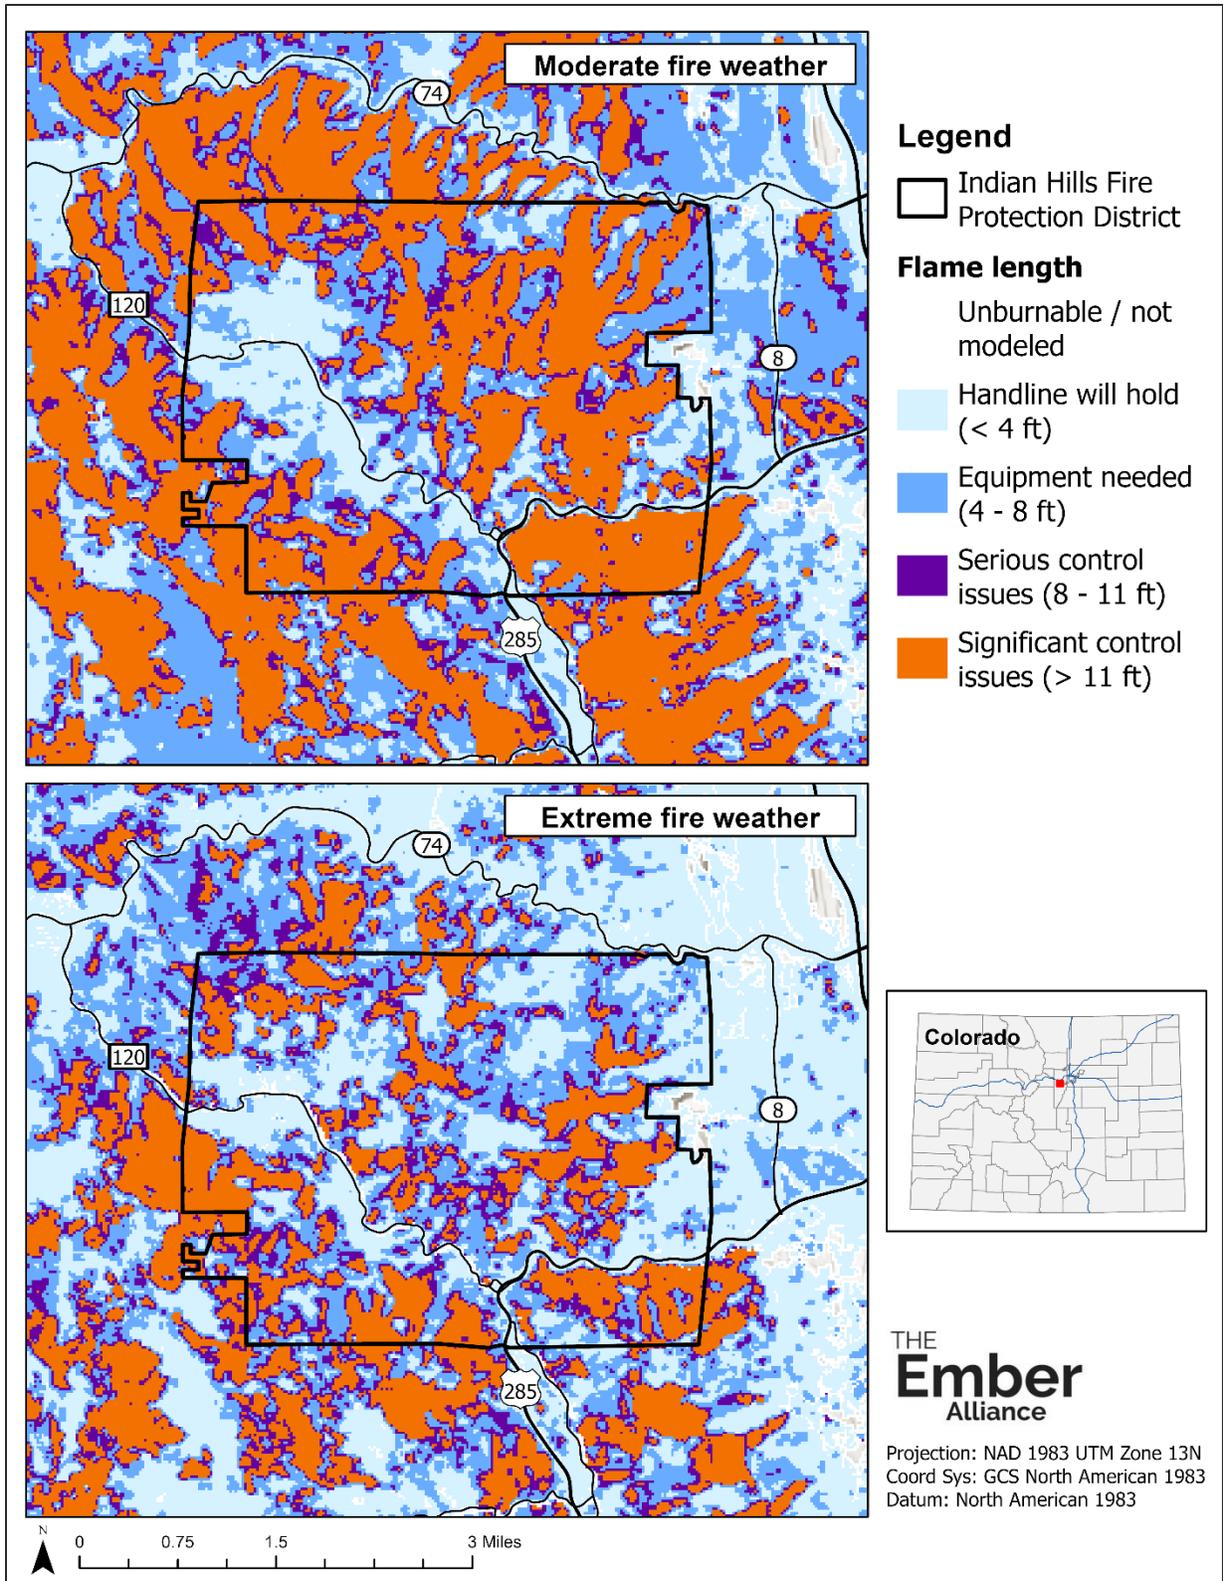 Moderate fire weather
74
120
8
285
Legend
Indian Hills Fire
Protection District
Flame length
Unburnable / not
modeled
Handline will hold
(< 4 ft)
Equipment needed
(4 - 8 ft)
Serious control
issues (8 - 11 ft)
Significant control
issues (> 11 ft)
Extreme fire weather
74
120
8
285
Colorado
THE
Ember
Alliance
Projection: NAD 1983 UTM Zone 13N
Coord Sys: GCS North American 1983
Datum: North American 1983
N
0 0.75 1.5 3 Miles